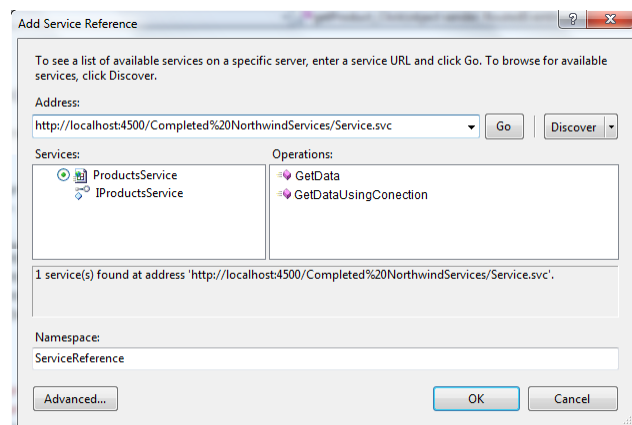 Add Service Reference
To see a list of available services on a specific server, enter a service URL and click Go. To browse for available
services, click Discover.
Address:
http://localhost:4500/Completed%20NorthwindServices/Service.svc
Go
Discover
Services:
Operations:
ProductsService
IProductsService
GetData
GetDataUsingConection
1 service(s) found at address 'http://localhost:4500/Completed%20NorthwindServices/Service.svc'.
Namespace:
ServiceReference
Advanced...
OK
Cancel